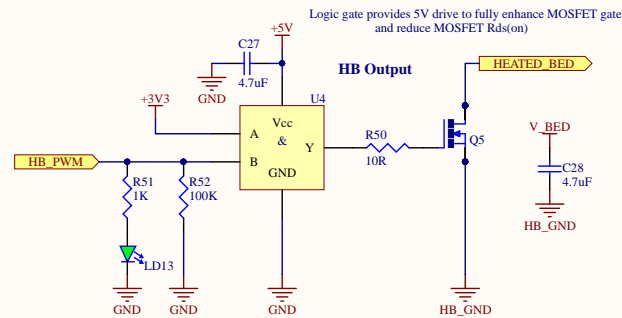 Logic gate provides 5V drive to fully enhance MOSFET gate
and reduce MOSFET Rds(on)
+5V
C27
4.7uF
GND
HB Output
HEATED_BED
+3V3
U4
Vcc
A
&
B
Y
GND
R50
10R
Q5
V_BED
C28
4.7uF
HB_GND
HB_PWM
R51
1K
R52
100K
LD13
GND
GND
GND
HB_GND